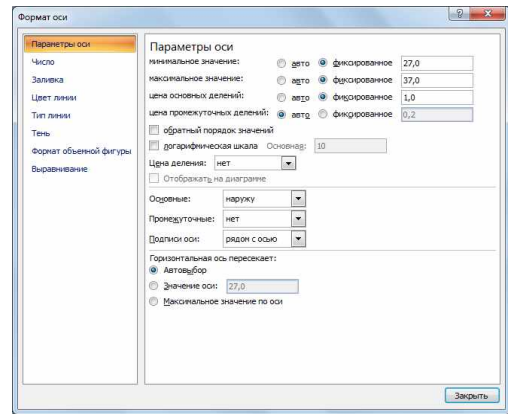 Формат оси
Параметры оси
Число
Заливка
Цвет линии
Тип линии
Тень
Формат объемной фигуры
Выравнивание
Параметры оси
минимальное значение: авто фиксированное 27,0
максимальное значение: авто фиксированное 37,0
цена основных делений: авто фиксированное 1,0
цена промежуточных делений: авто фиксированное 0,2
обратный порядок значений
логарифмическая шкала Основная: 10
Цена деления: нет
Отображать на диаграмме
Основные: наружу
Промежуточные: нет
Подписи оси: рядом с осью
Горизонтальная ось пересекает:
Автовыбор
Значение оси: 27,0
Максимальное значение по оси
Закрыть